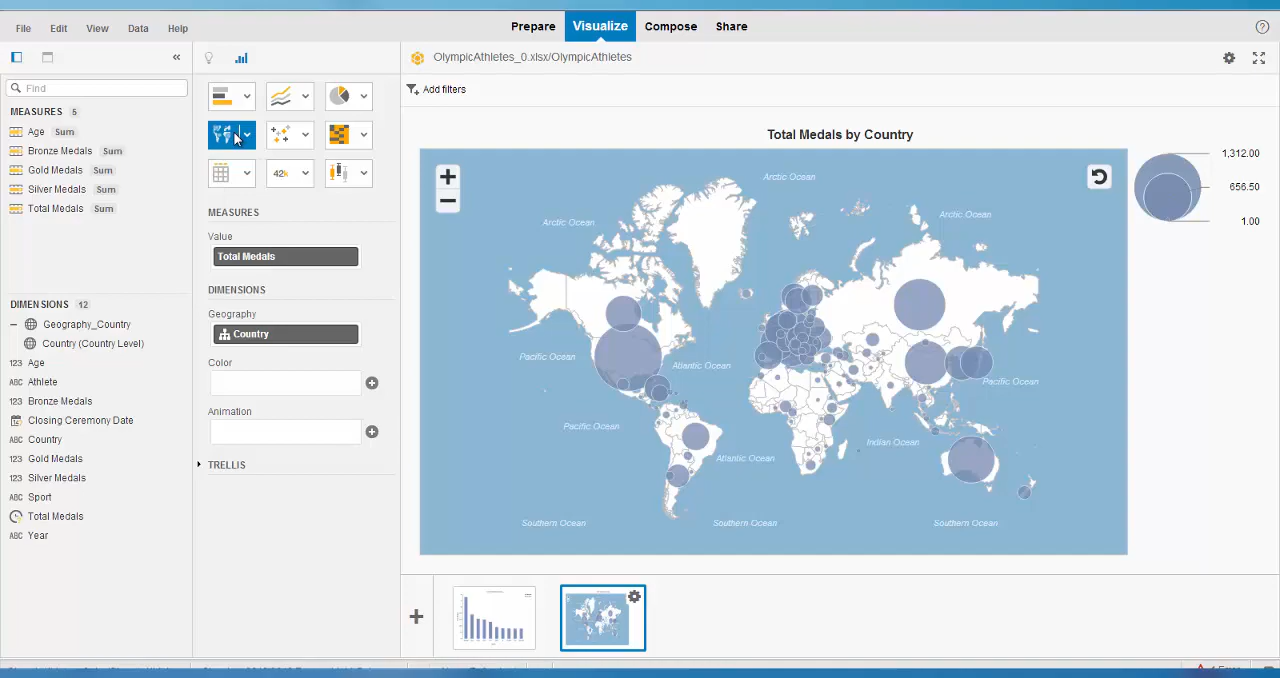 File Edit View Data Help
Prepare Visualize Compose Share
OlympicAthletes_0.xlsx/OlympicAthletes
Find
Add filters
MEASURES 5
Age Sum
Bronze Medals Sum
Gold Medals Sum
Silver Medals Sum
Total Medals Sum
DIMENSIONS 12
Geography_Country
Country (Country Level)
123 Age
ABC Athlete
123 Bronze Medals
Closing Ceremony Date
ABC Country
123 Gold Medals
123 Silver Medals
ABC Sport
Total Medals
ABC Year
42k
MEASURES
Value
Total Medals
DIMENSIONS
Geography
Country
Color
Animation
TRELLIS
Total Medals by Country
Arctic Ocean
Arctic Ocean
Arctic Ocean
Pacific Ocean
Atlantic Ocean
Pacific Ocean
Pacific Ocean
Indian Ocean
Atlantic Ocean
Southern Ocean
Southern Ocean
Southern Ocean
1,312.00
656.50
1.00